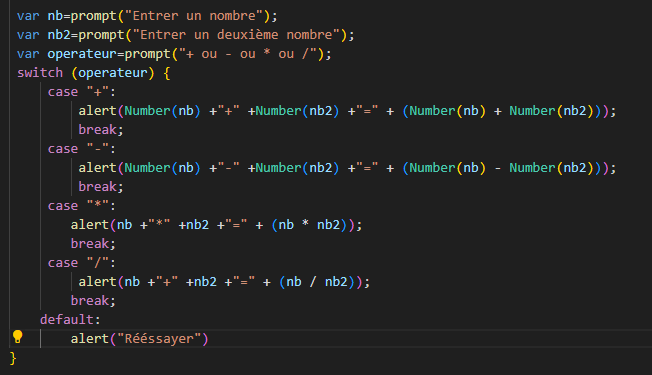 var nb=prompt("Entrer un nombre");
var nb2=prompt("Entrer un deuxième nombre");
var operateur=prompt("+ ou - ou * ou /");
switch (operateur) {
    case "+":
        alert(Number(nb) +"+" +Number(nb2) +"=" + (Number(nb) + Number(nb2)));
        break;
    case "-":
        alert(Number(nb) +"-" +Number(nb2) +"=" + (Number(nb) - Number(nb2)));
        break;
    case "*":
       alert(nb +"*" +nb2 +"=" + (nb * nb2));
       break;
    case "/":
        alert(nb +"+" +nb2 +"=" + (nb / nb2));
       break;
   default:
       alert("Rééssayer")
}